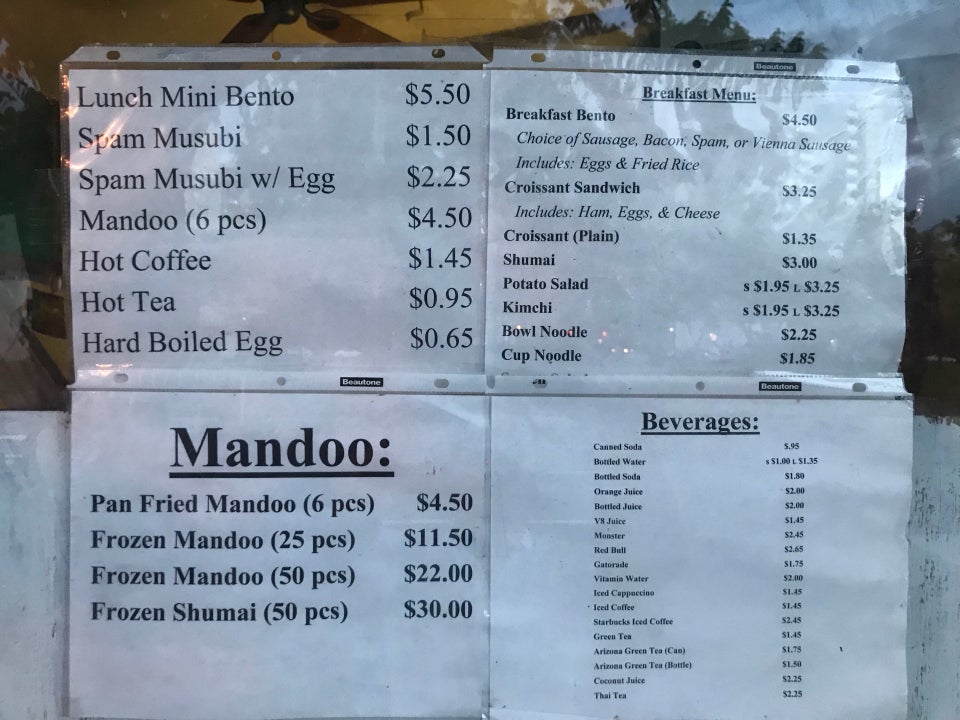 Beautone
Lunch Mini Bento $5.50
Spam Musubi $1.50
Spam Musubi w/ Egg $2.25
Mandoo (6 pcs) $4.50
Hot Coffee $1.45
Hot Tea $0.95
Hard Boiled Egg $0.65
Breakfast Menu:
Breakfast Bento $4.50
Choice of Sausage, Bacon, Spam, or Vienna Sausage
Includes: Eggs & Fried Rice
Croissant Sandwich $3.25
Includes: Ham, Eggs, & Cheese
Croissant (Plain) $1.35
Shumai $3.00
Potato Salad S $1.95 L $3.25
Kimchi S $1.95 L $3.25
Bowl Noodle $2.25
Cup Noodle $1.85
Beautone
Beautone
Mandoo:
Pan Fried Mandoo (6 pcs) $4.50
Frozen Mandoo (25 pcs) $11.50
Frozen Mandoo (50 pcs) $22.00
Frozen Shumai (50 pcs) $30.00
Beverages:
Canned Soda $.95
Bottled Water S $1.00 L $1.35
Bottled Soda $1.80
Orange Juice $2.00
Bottled Juice $2.00
V8 Juice $1.45
Monster $2.45
Red Bull $2.65
Gatorade $1.75
Vitamin Water $2.00
Iced Cappuccino $1.45
Iced Coffee $1.45
Starbucks Iced Coffee $2.45
Green Tea $1.45
Arizona Green Tea (Can) $1.75
Arizona Green Tea (Bottle) $1.50
Coconut Juice $2.25
Thai Tea $2.25